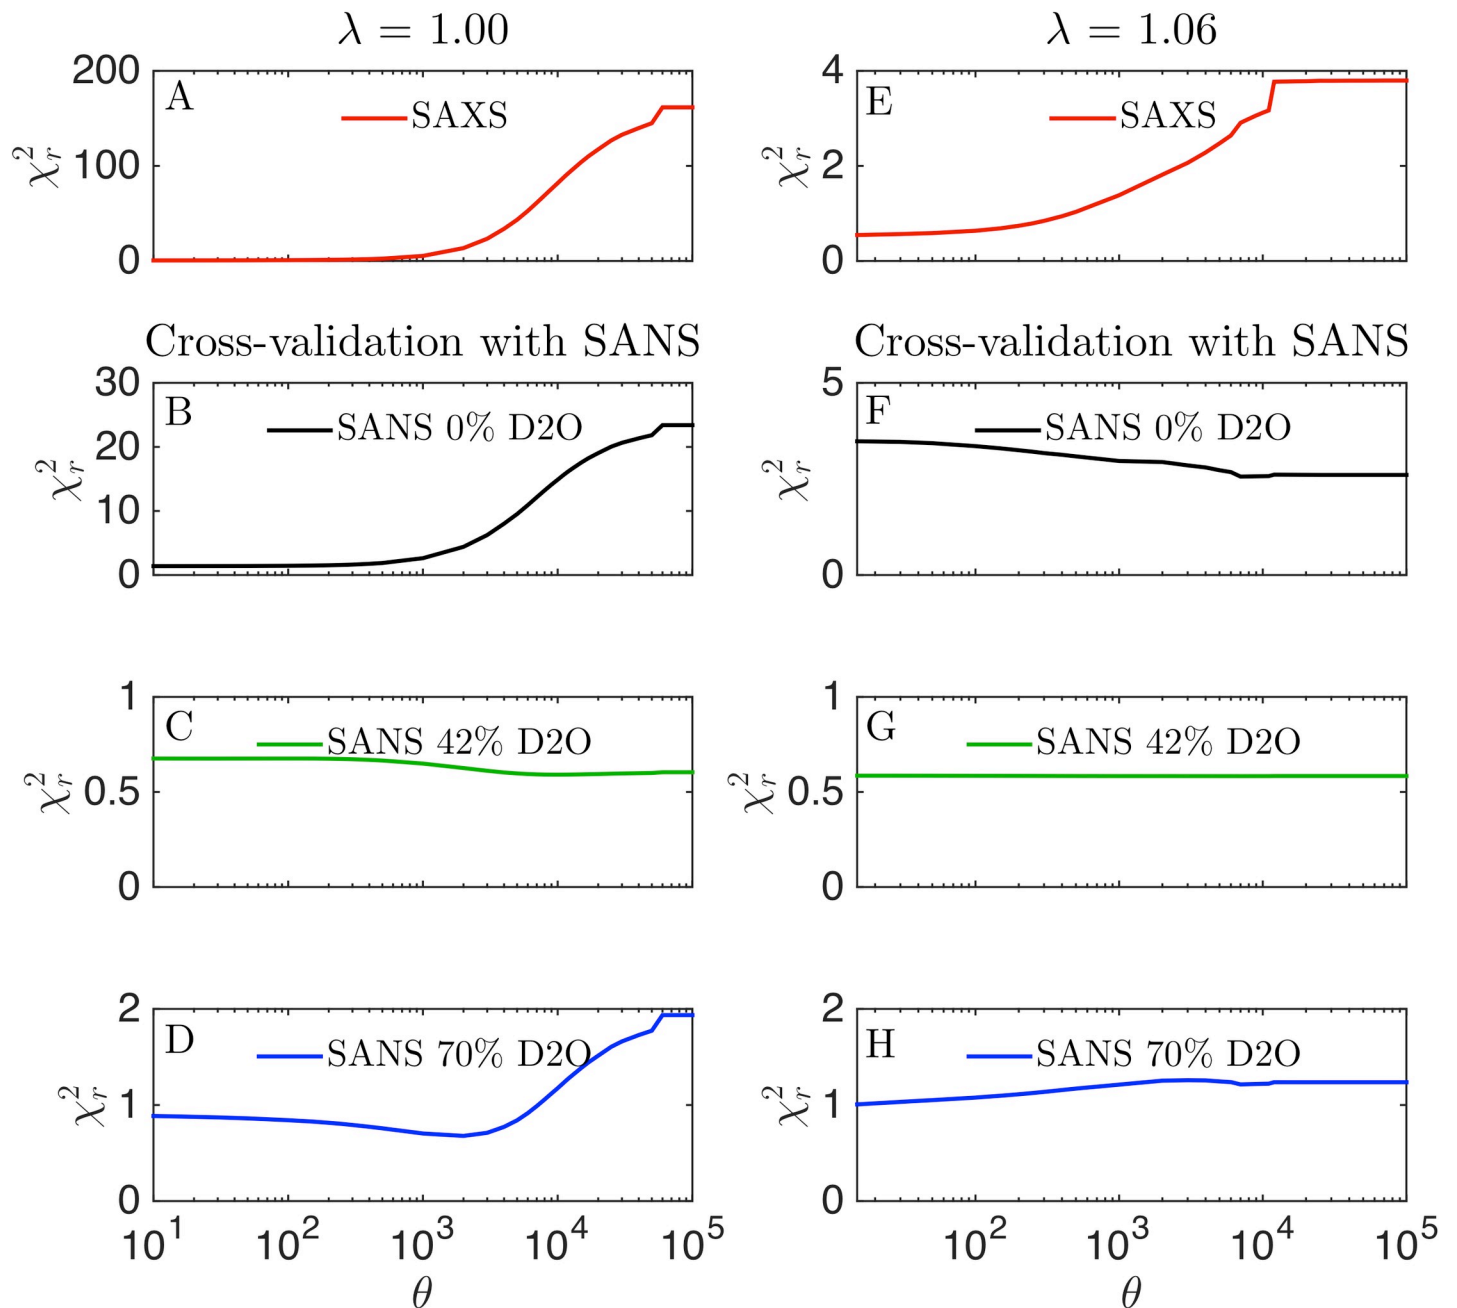 λ = 1.00
A
SAXS
200
100
0
χ²ᵣ
Cross-validation with SANS
B
SANS 0% D2O
30
20
10
0
χ²ᵣ
C
SANS 42% D2O
1
0.5
0
χ²ᵣ
D
SANS 70% D2O
2
1
0
χ²ᵣ
10¹ 10² 10³ 10⁴ 10⁵
θ
λ = 1.06
E
SAXS
4
2
0
χ²ᵣ
Cross-validation with SANS
F
SANS 0% D2O
5
0
χ²ᵣ
G
SANS 42% D2O
1
0.5
0
χ²ᵣ
H
SANS 70% D2O
2
1
0
χ²ᵣ
10² 10³ 10⁴ 10⁵
θ